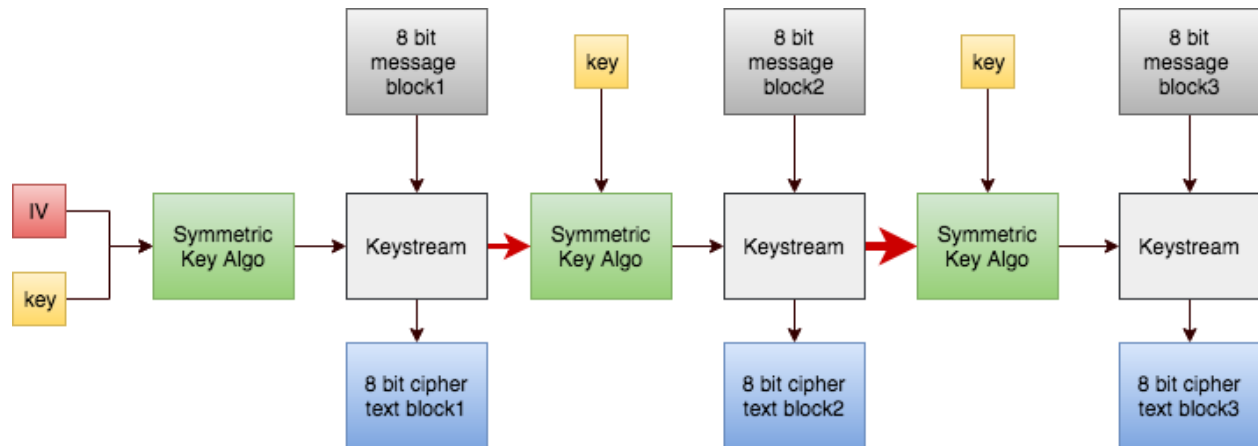 8 bit
message
block1
key
8 bit
message
block2
key
8 bit
message
block3
IV
key
Symmetric
Key Algo
Keystream
Symmetric
Key Algo
Keystream
Symmetric
Key Algo
Keystream
8 bit cipher
text block1
8 bit cipher
text block2
8 bit cipher
text block3